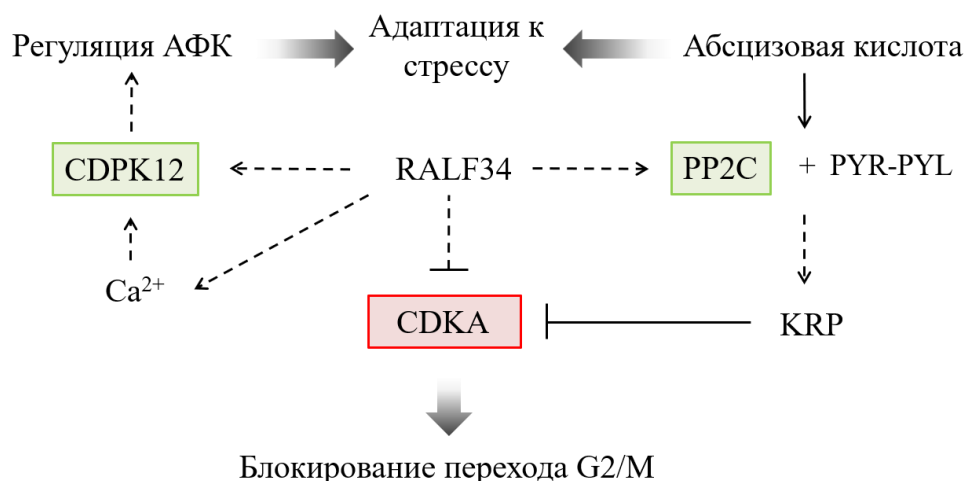 Регуляция АФК
Адаптация к
стрессу
Абсцизовая кислота
CDPK12
RALF34
PP2C
+ PYR-PYL
Ca²⁺
CDKA
KRP
Блокирование перехода G2/M